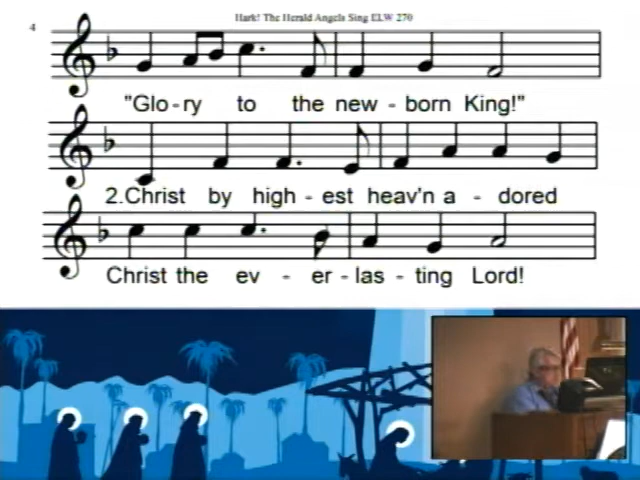 Hark! The Herald Angels Sing ELW 270
4
"Glo - ry to the new - born King!"
2.Christ by high - est heav'n a - dored
Christ the ev - er - las - ting Lord!